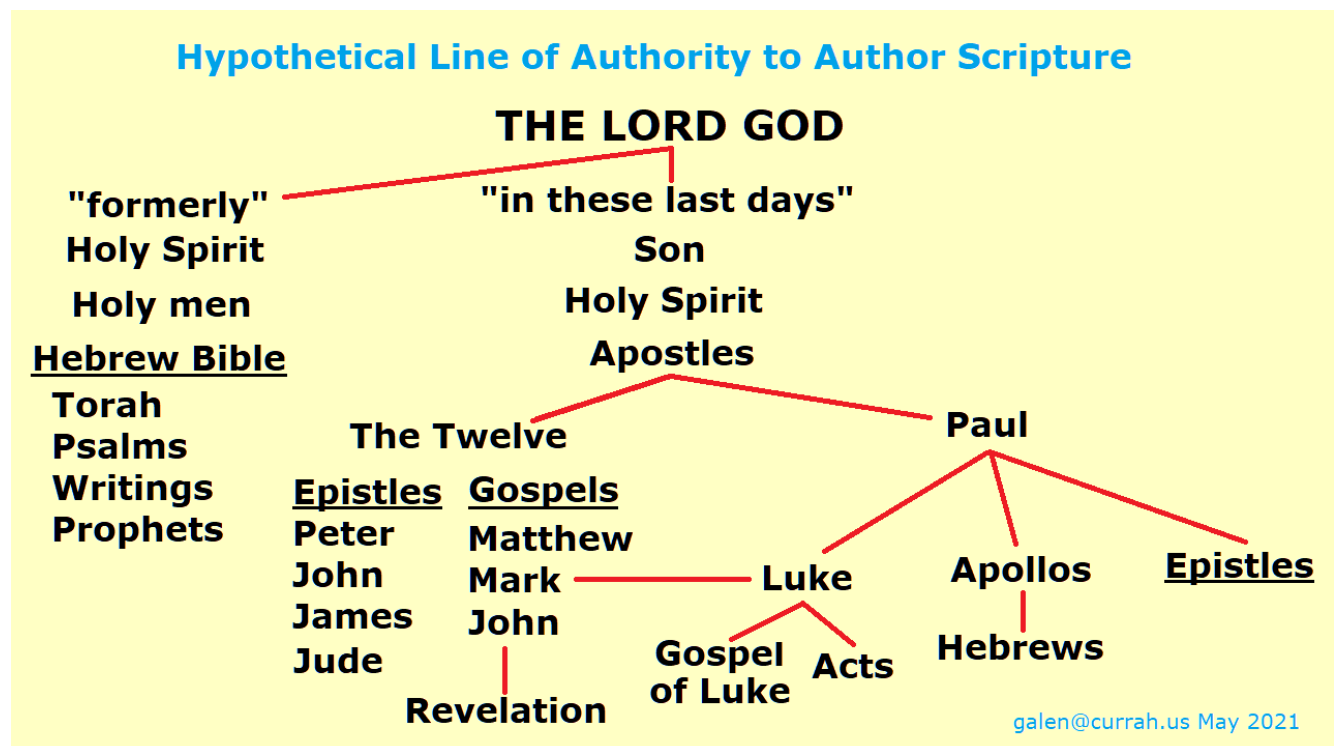 Hypothetical Line of Authority to Author Scripture
THE LORD GOD
"formerly"
Holy Spirit
Holy men
Hebrew Bible
Torah
Psalms
Writings
Prophets
"in these last days"
Son
Holy Spirit
Apostles
The Twelve
Epistles
Peter
John
James
Jude
Gospels
Matthew
Mark
John
Revelation
Paul
Luke
Gospel
of Luke
Acts
Apollos
Hebrews
Epistles
galen@currah.us May 2021